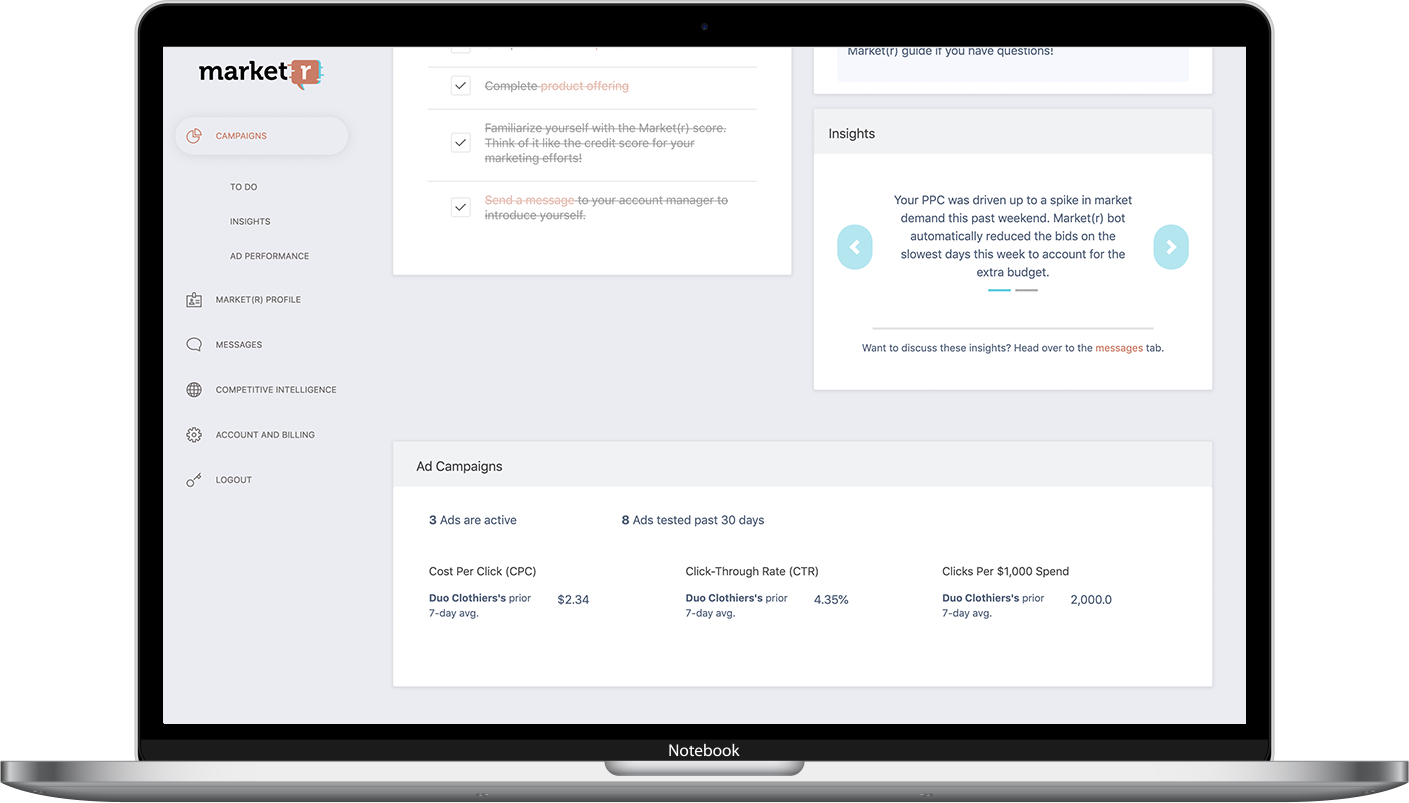 market r
CAMPAIGNS
TO DO
INSIGHTS
AD PERFORMANCE
MARKET(R) PROFILE
MESSAGES
COMPETITIVE INTELLIGENCE
ACCOUNT AND BILLING
LOGOUT
Complete product offering
Familiarize yourself with the Market(r) score.
Think of it like the credit score for your
marketing efforts!
Send a message to your account manager to
introduce yourself.
Market(r) guide if you have questions!
Insights
Your PPC was driven up to a spike in market
demand this past weekend. Market(r) bot
automatically reduced the bids on the
slowest days this week to account for the
extra budget.
Want to discuss these insights? Head over to the messages tab.
Ad Campaigns
3 Ads are active
8 Ads tested past 30 days
Cost Per Click (CPC)
Duo Clothiers's prior
7-day avg.
$2.34
Click-Through Rate (CTR)
Duo Clothiers's prior
7-day avg.
4.35%
Clicks Per $1,000 Spend
Duo Clothiers's prior
7-day avg.
2,000.0
Notebook